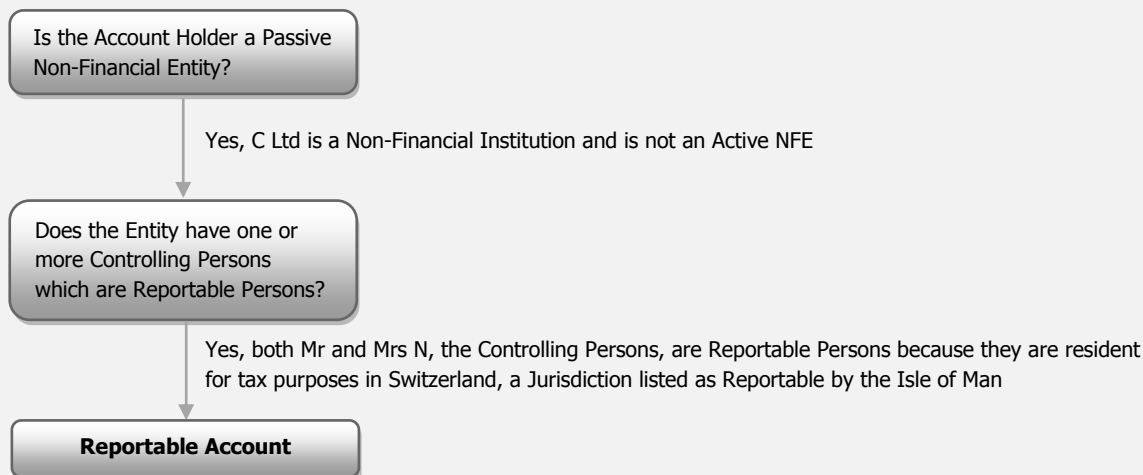 Is the Account Holder a Passive
Non-Financial Entity?
Yes, C Ltd is a Non-Financial Institution and is not an Active NFE
Does the Entity have one or
more Controlling Persons
which are Reportable Persons?
Yes, both Mr and Mrs N, the Controlling Persons, are Reportable Persons because they are resident
for tax purposes in Switzerland, a Jurisdiction listed as Reportable by the Isle of Man
Reportable Account